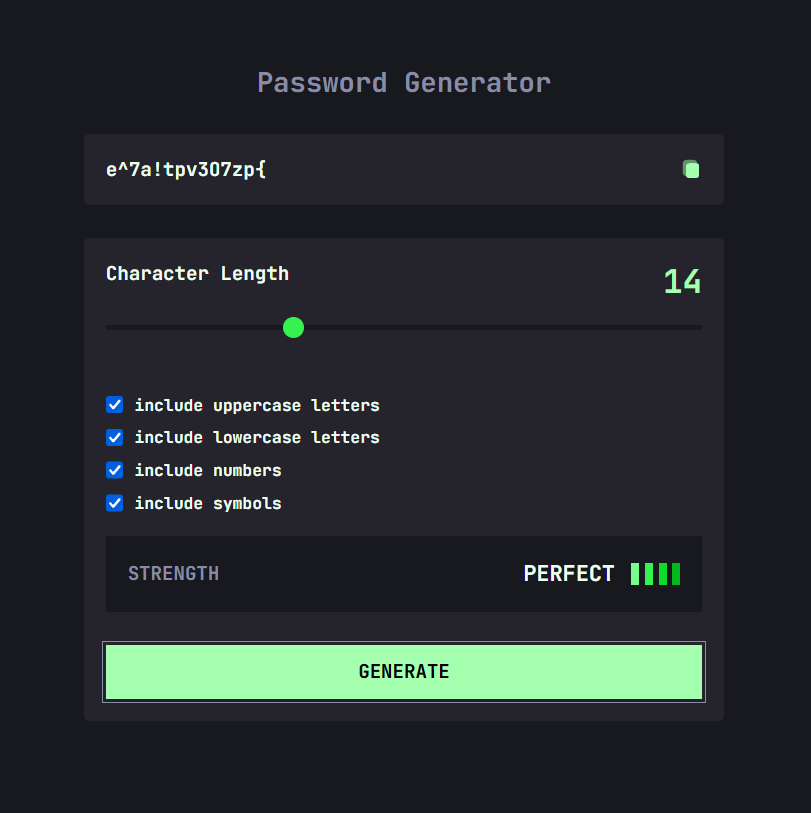 Password Generator
e^7a!tpv3O7zp{
Character Length
14
include uppercase letters
include lowercase letters
include numbers
include symbols
STRENGTH
PERFECT
GENERATE